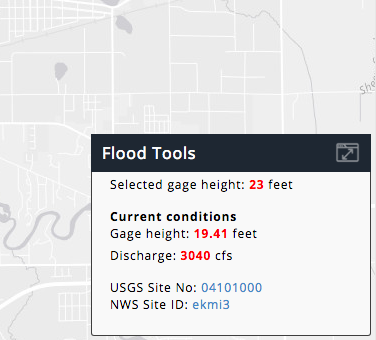 Flood Tools
Selected gage height: 23 feet
Current conditions
Gage height: 19.41 feet
Discharge: 3040 cfs
USGS Site No: 04101000
NWS Site ID: ekmi3